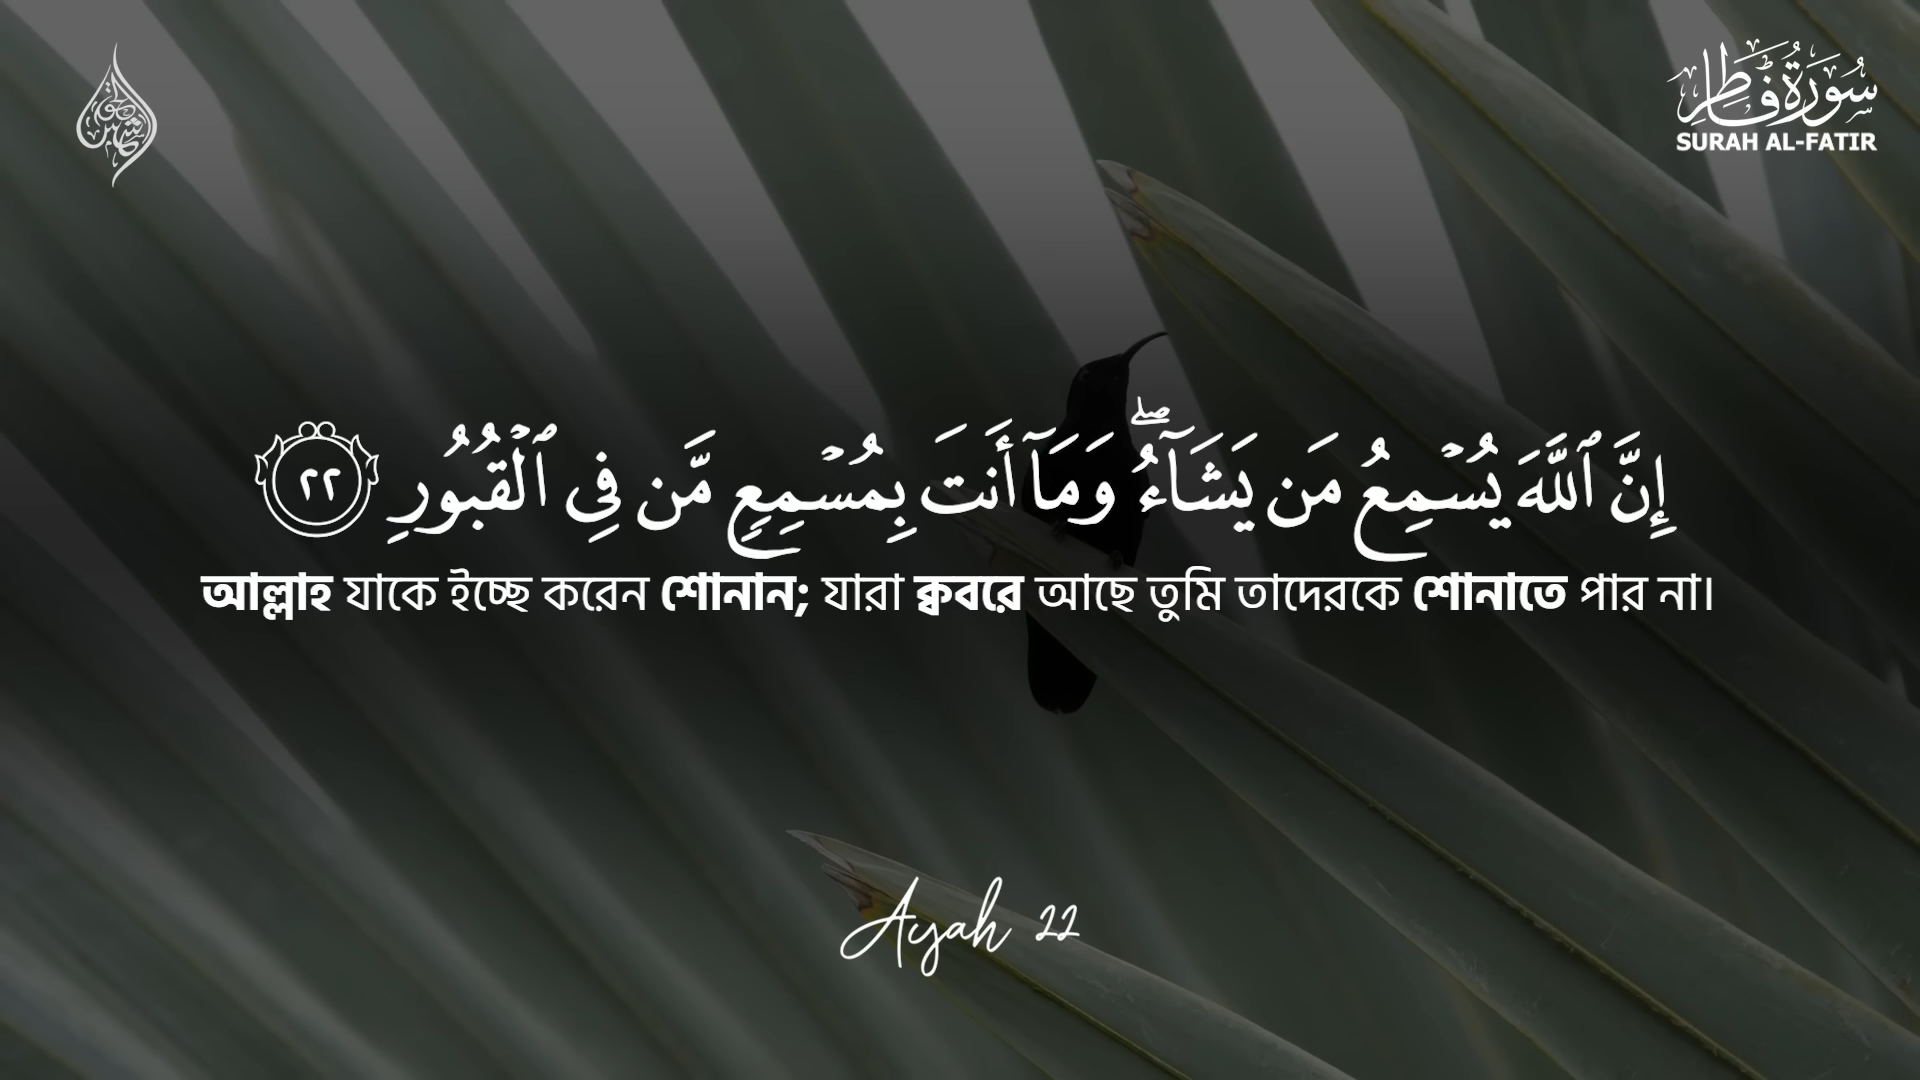 سُورَةُ فَاطِر
SURAH AL-FATIR
إِنَّ ٱللَّهَ يُسْمِعُ مَن يَشَآءُ ۖ وَمَآ أَنتَ بِمُسْمِعٍ مَّن فِى ٱلْقُبُورِ ٢٢
আল্লাহ যাকে ইচ্ছে করেন শোনান; যারা ক্ববরে আছে তুমি তাদেরকে শোনাতে পার না।
Ayah 22